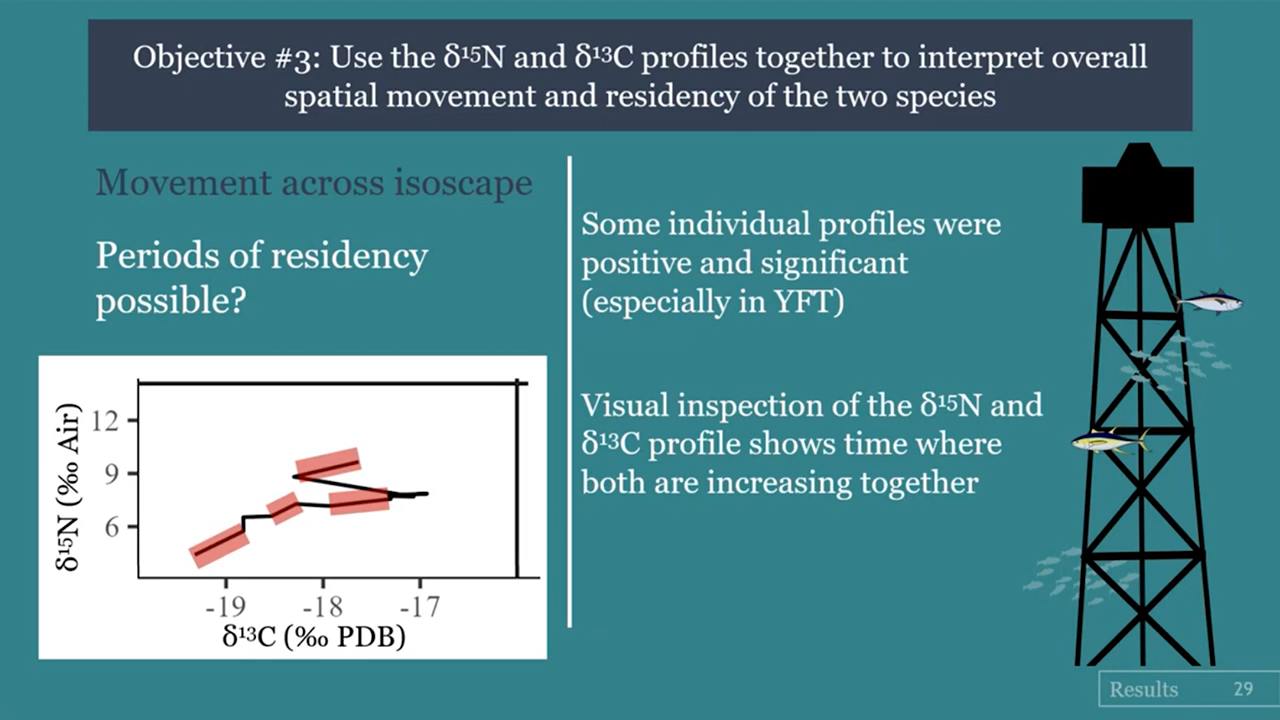 Objective #3: Use the δ¹⁵N and δ¹³C profiles together to interpret overall
spatial movement and residency of the two species
Movement across isoscape
Periods of residency
possible?
Some individual profiles were
positive and significant
(especially in YFT)
Visual inspection of the δ¹⁵N and
δ¹³C profile shows time where
both are increasing together
δ¹⁵N (‰ Air)
12
9
6
-19 -18 -17
δ¹³C (‰ PDB)
Results 29